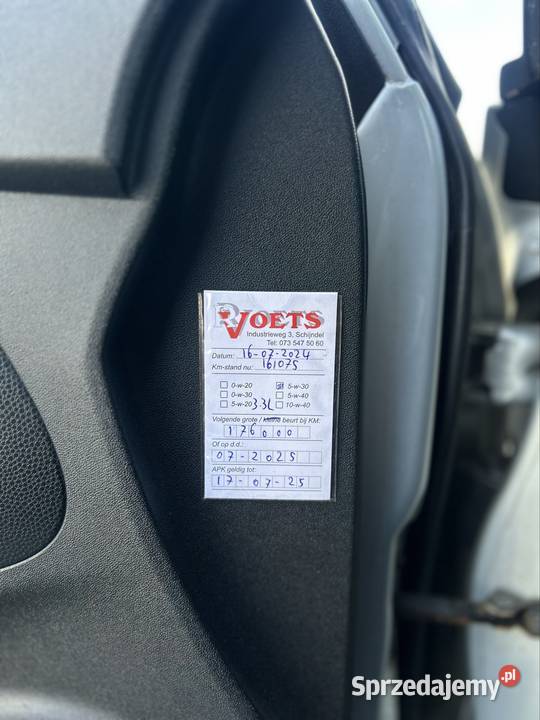 VOETS
Industrieweg 3, Schijndel
Tel: 073 547 50 60
Datum: 16-07-2024
Km-stand nu: 161075
0-w-20 5-w-30
0-w-30 5-w-40
5-w-20 3.3L 10-w-40
Volgende grote / kleine beurt bij KM:
176000
Of op d.d.:
07-2025
APK geldig tot:
17-07-25
Sprzedajemy.pl